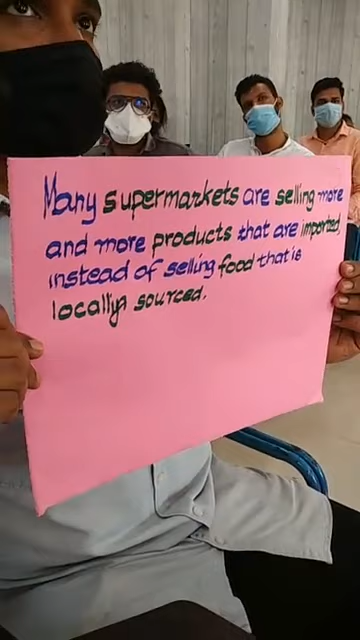 Many supermarkets are selling more
and more products that are imported,
instead of selling food that is
locally sourced.